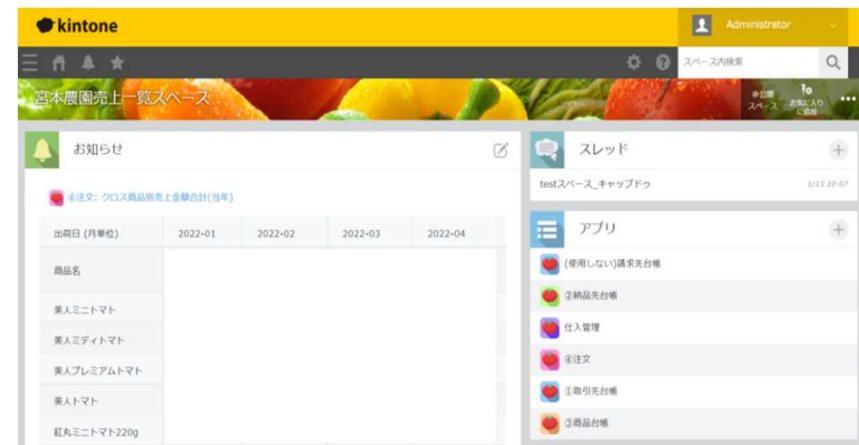 kintone
Administrator
スペース内検索
宮本農園売上一覧スペース
非公開
スペース
お気に入り
に追加
お知らせ
④注文: クロス商品別売上金額合計(当年)
出荷日 (月単位) 2022-01 2022-02 2022-03 2022-04
商品名
美人ミニトマト
美人ミディトマト
美人プレミアムトマト
美人トマト
紅丸ミニトマト220g
スレッド
testスペース_キャップドゥ 1/13 10:07
アプリ
(使用しない)請求先台帳
②納品先台帳
仕入管理
④注文
①取引先台帳
③商品台帳